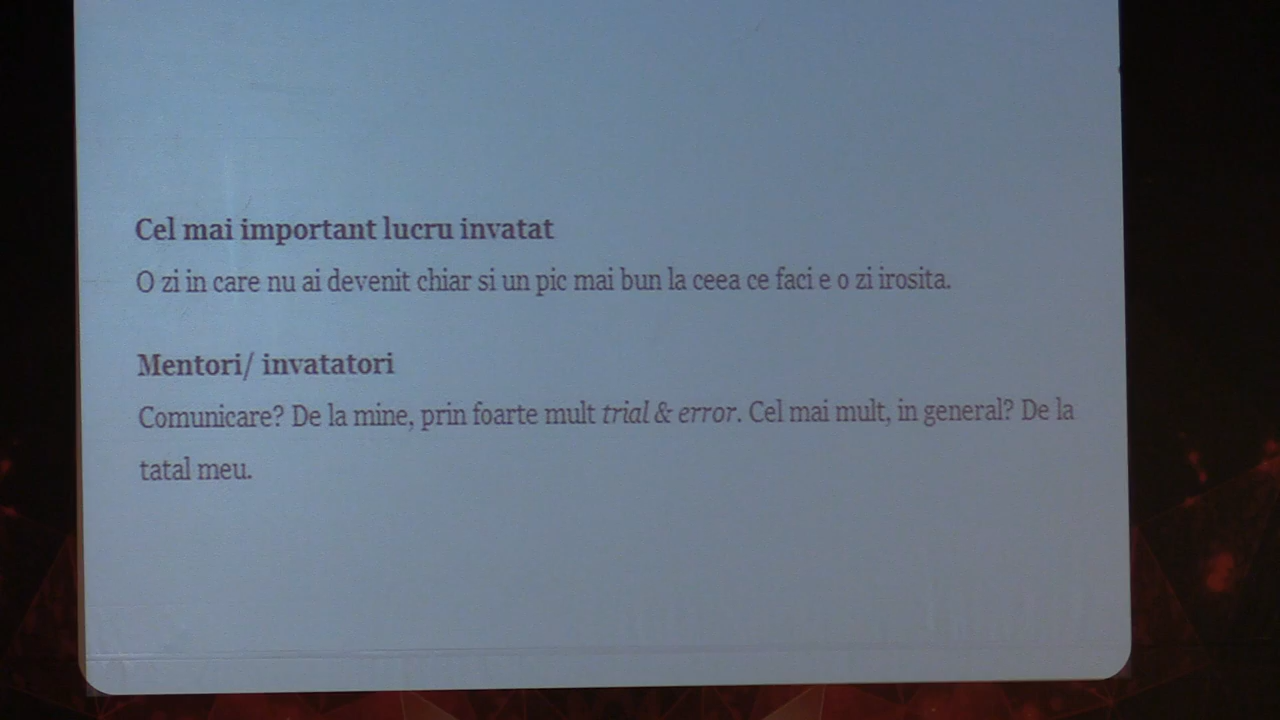 Cel mai important lucru invatat
O zi in care nu ai devenit chiar si un pic mai bun la ceea ce faci e o zi irosita.
Mentori/ invatatori
Comunicare? De la mine, prin foarte mult trial & error. Cel mai mult, in general? De la
tatal meu.